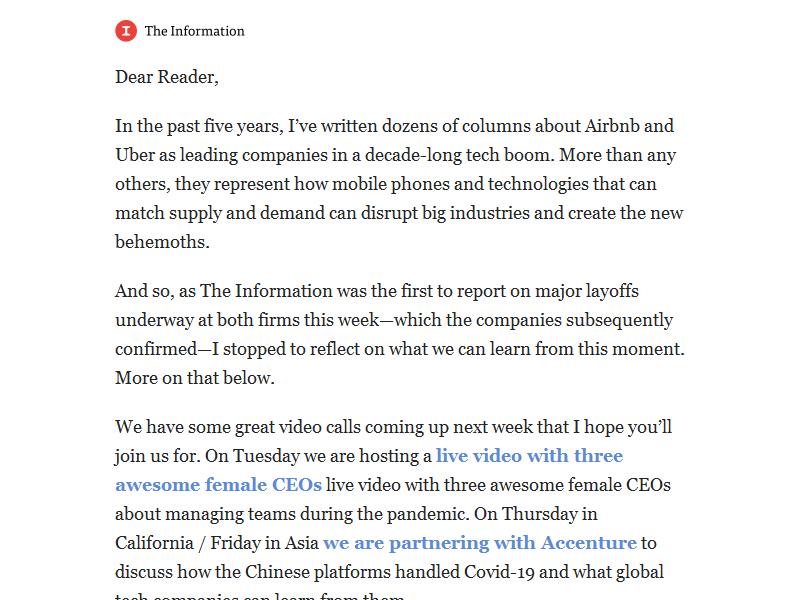 The Information
Dear Reader,
In the past five years, I’ve written dozens of columns about Airbnb and
Uber as leading companies in a decade-long tech boom. More than any
others, they represent how mobile phones and technologies that can
match supply and demand can disrupt big industries and create the new
behemoths.
And so, as The Information was the first to report on major layoffs
underway at both firms this week—which the companies subsequently
confirmed—I stopped to reflect on what we can learn from this moment.
More on that below.
We have some great video calls coming up next week that I hope you’ll
join us for. On Tuesday we are hosting a live video with three
awesome female CEOs live video with three awesome female CEOs
about managing teams during the pandemic. On Thursday in
California / Friday in Asia we are partnering with Accenture to
discuss how the Chinese platforms handled Covid-19 and what global
tech companies can learn from them.